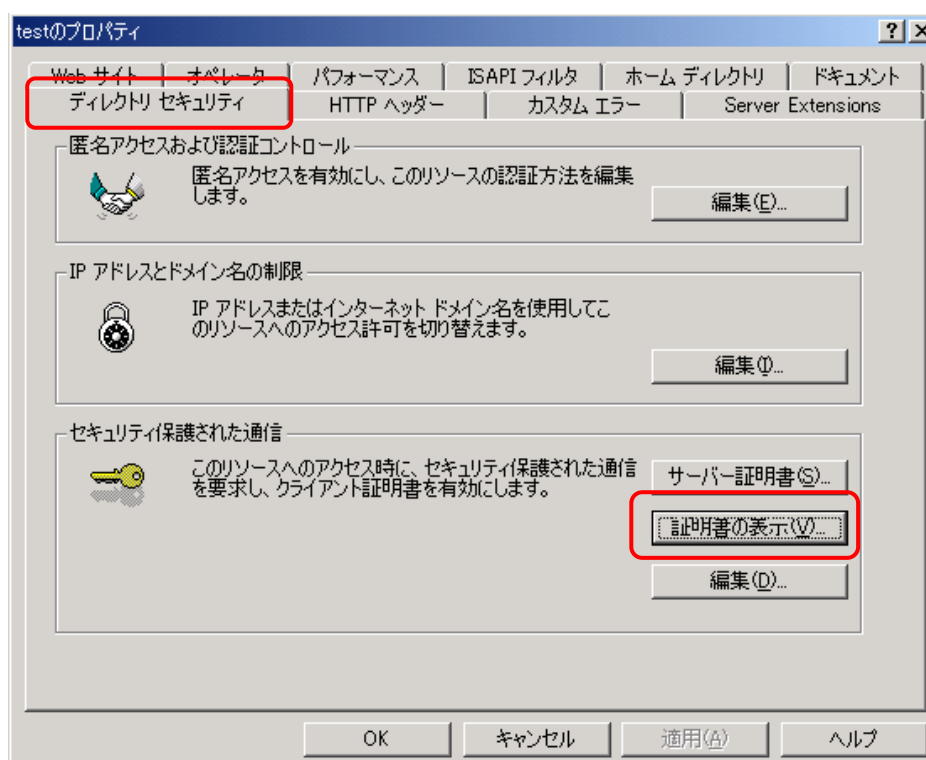 testのプロパティ
Web サイト オペレータ パフォーマンス ISAPI フィルタ ホーム ディレクトリ ドキュメント
ディレクトリ セキュリティ HTTP ヘッダー カスタム エラー Server Extensions
匿名アクセスおよび認証コントロール
匿名アクセスを有効にし、このリソースの認証方法を編集
します。
編集(E)...
IP アドレスとドメイン名の制限
IP アドレスまたはインターネット ドメイン名を使用してこ
のリソースへのアクセス許可を切り替えます。
編集(I)...
セキュリティ保護された通信
このリソースへのアクセス時に、セキュリティ保護された通信
を要求し、クライアント証明書を有効にします。
サーバー証明書(S)...
証明書の表示(V)...
編集(D)...
OK キャンセル 適用(A) ヘルプ